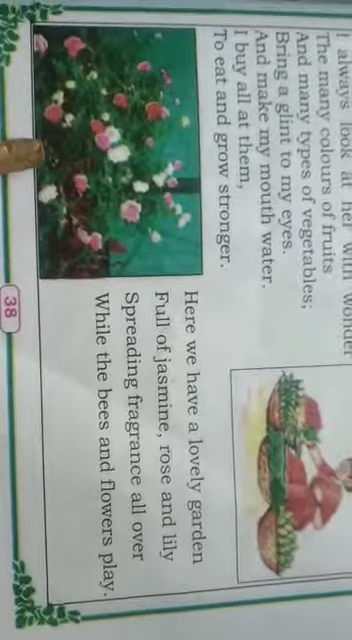 I always look at her with wonder
The many colours of fruits
And many types of vegetables;
Bring a glint to my eyes.
And make my mouth water.
I buy all at them,
To eat and grow stronger.
Here we have a lovely garden
Full of jasmine, rose and lily
Spreading fragrance all over
While the bees and flowers play.
38